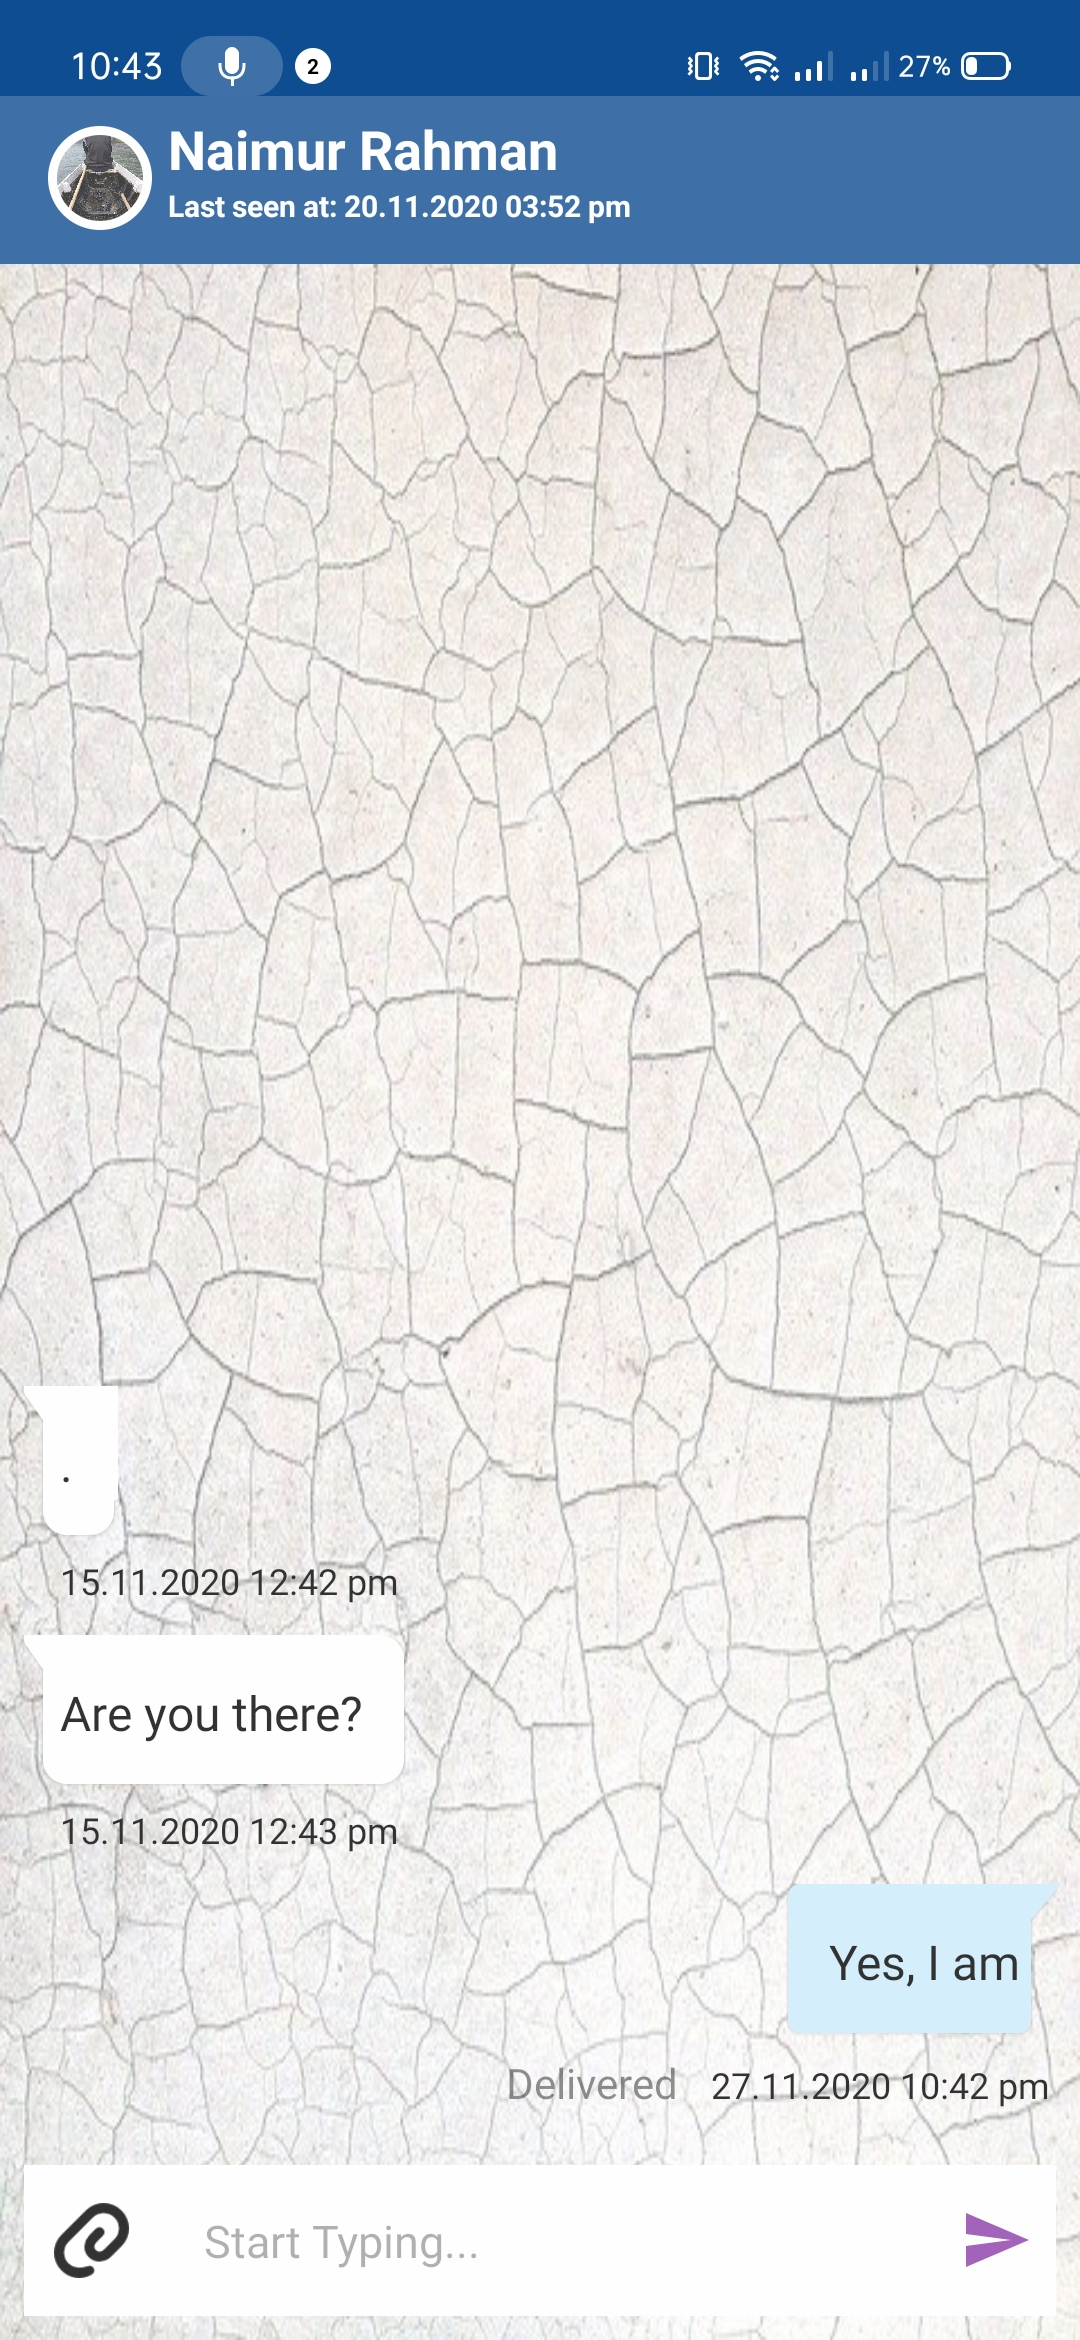 10:43
2
27%
Naimur Rahman
Last seen at: 20.11.2020 03:52 pm
.
15.11.2020 12:42 pm
Are you there?
15.11.2020 12:43 pm
Yes, I am
Delivered 27.11.2020 10:42 pm
Start Typing...